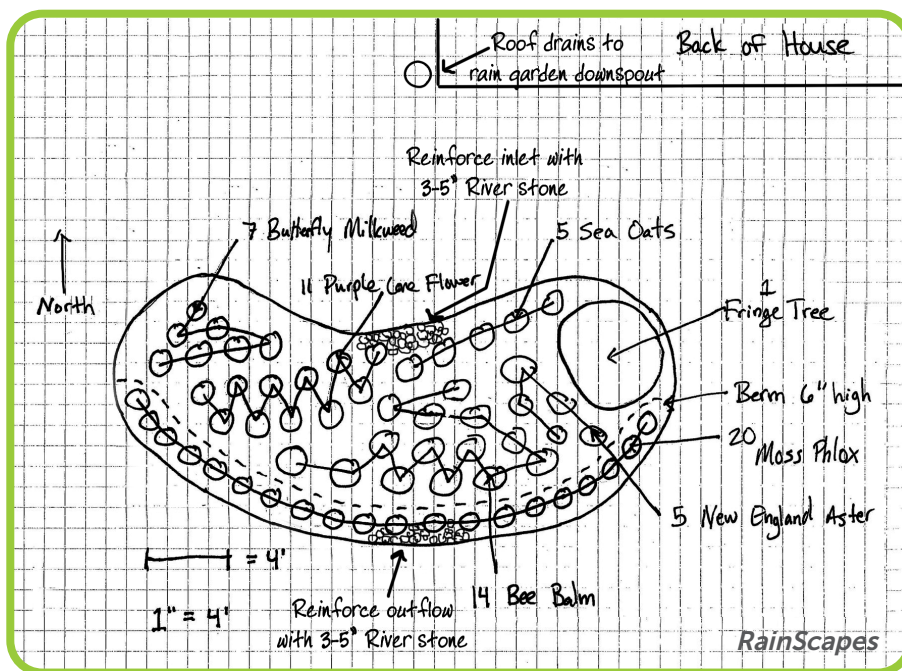 Roof drains to
rain garden downspout
Back of House
Reinforce inlet with
3-5" River stone
7 Butterfly Milkweed
5 Sea Oats
North
11 Purple Cone Flower
1
Fringe Tree
Berm 6" high
20
Moss Phlox
5 New England Aster
= 4'
1" = 4'
14 Bee Balm
Reinforce outflow
with 3-5" River stone
RainScapes